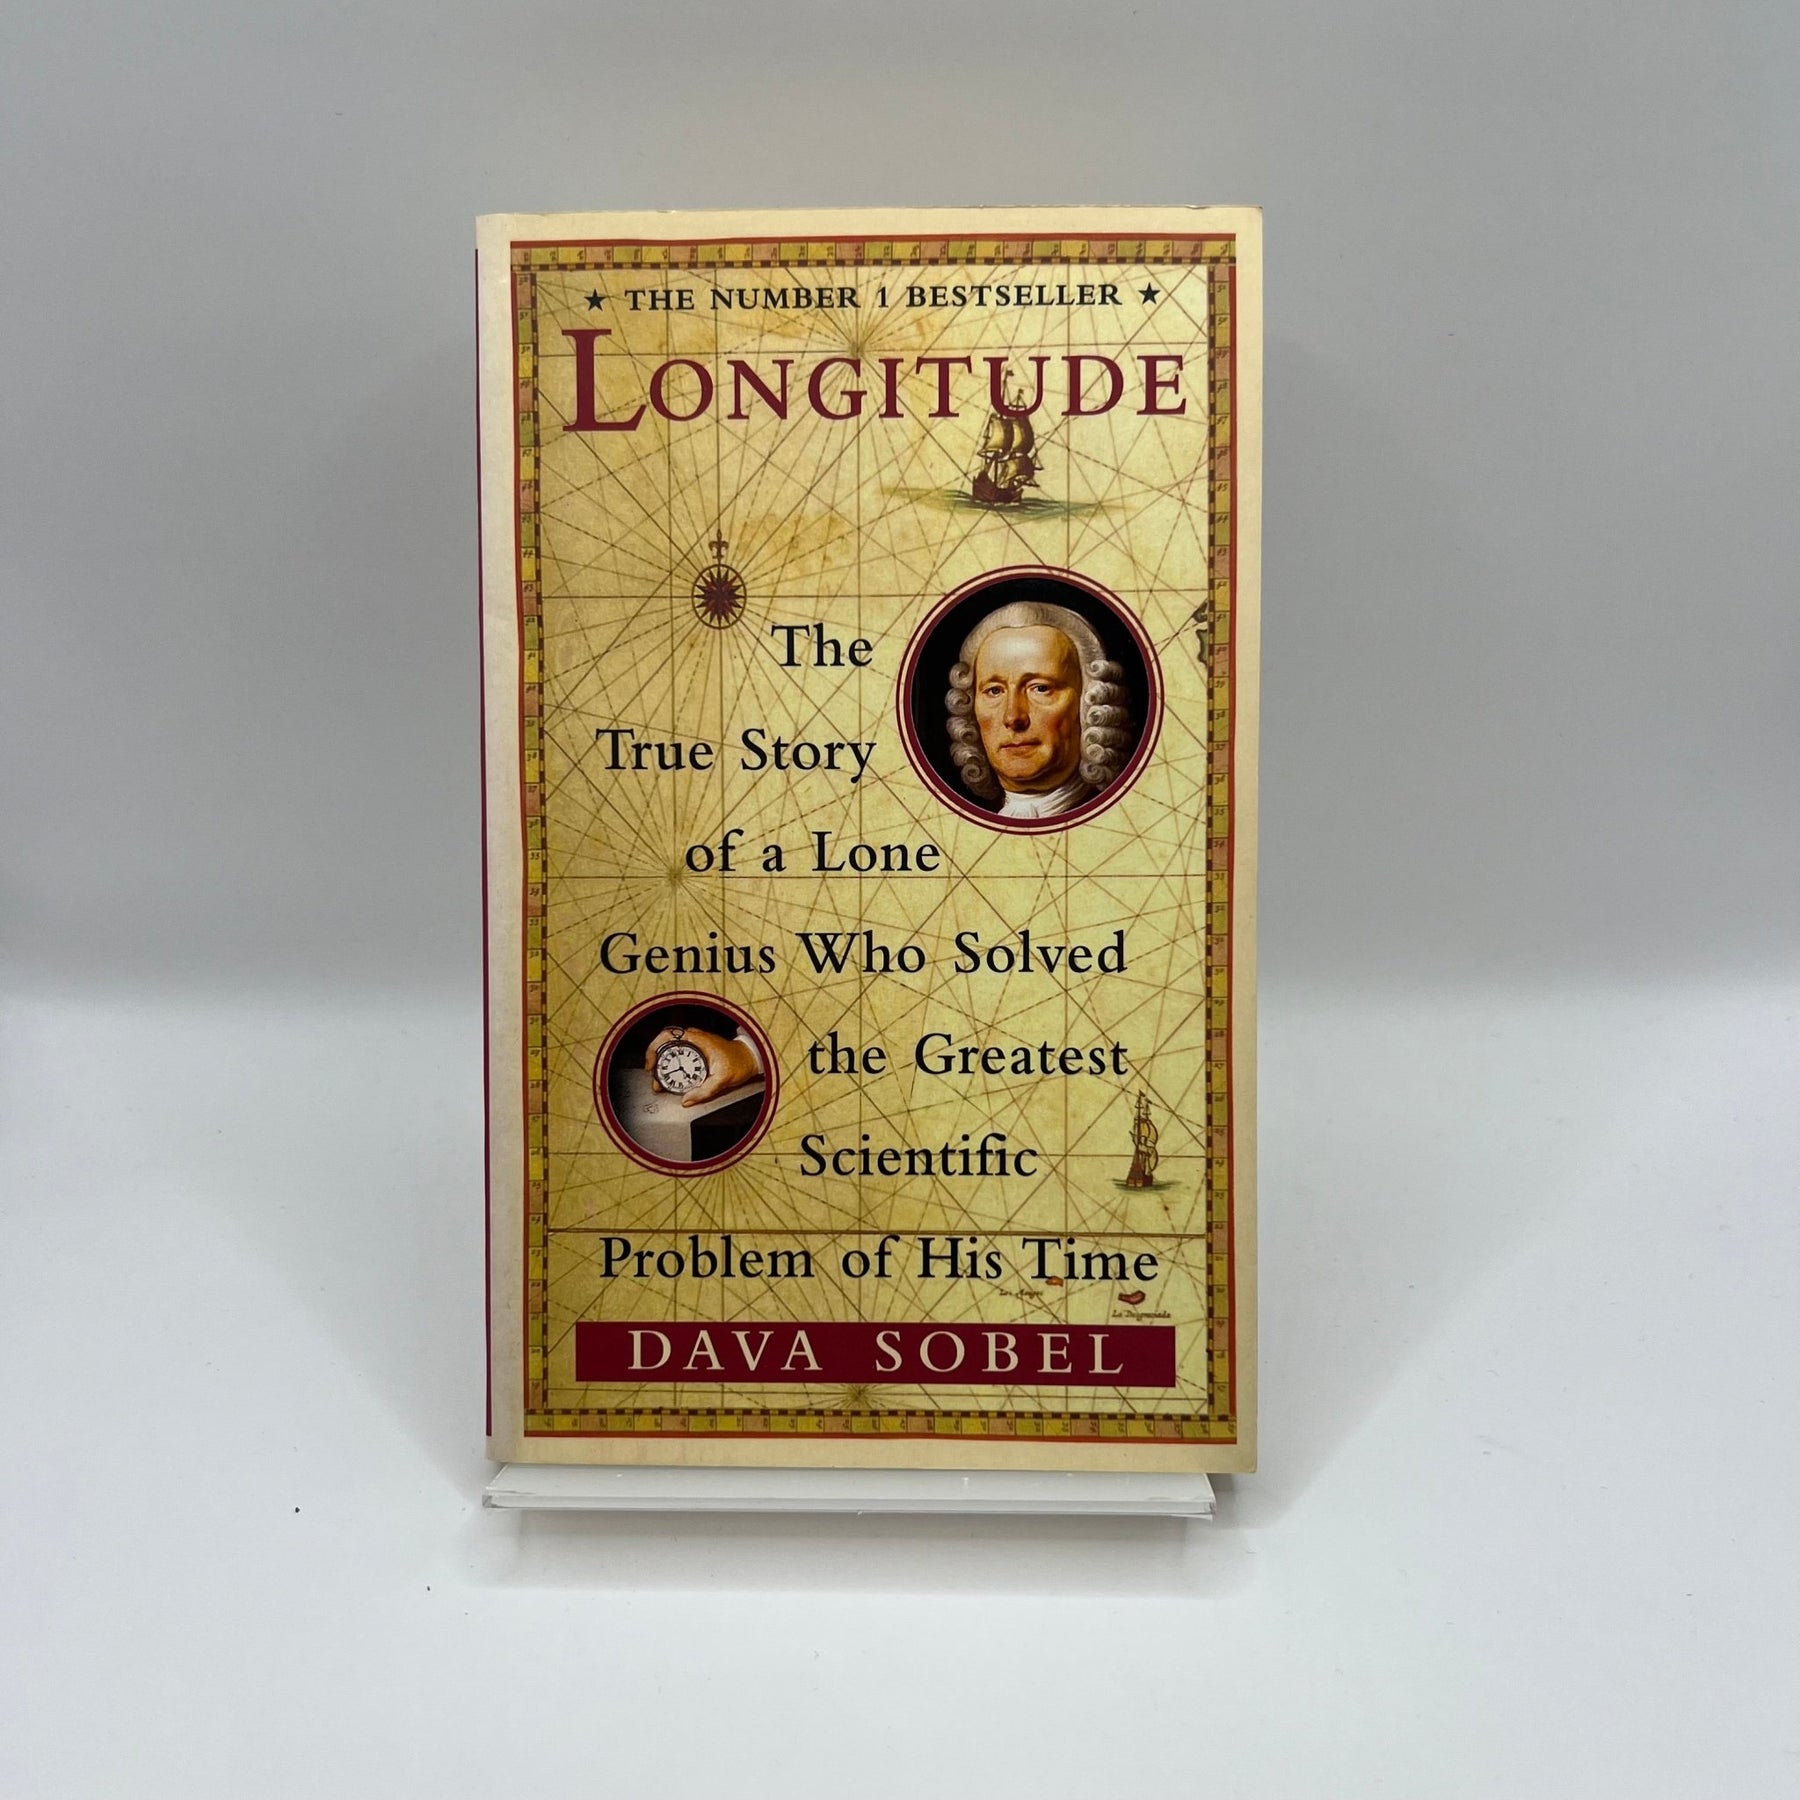 ★ THE NUMBER 1 BESTSELLER ★
LONGITUDE
The
True Story
of a Lone
Genius Who Solved
the Greatest
Scientific
Problem of His Time
DAVA SOBEL